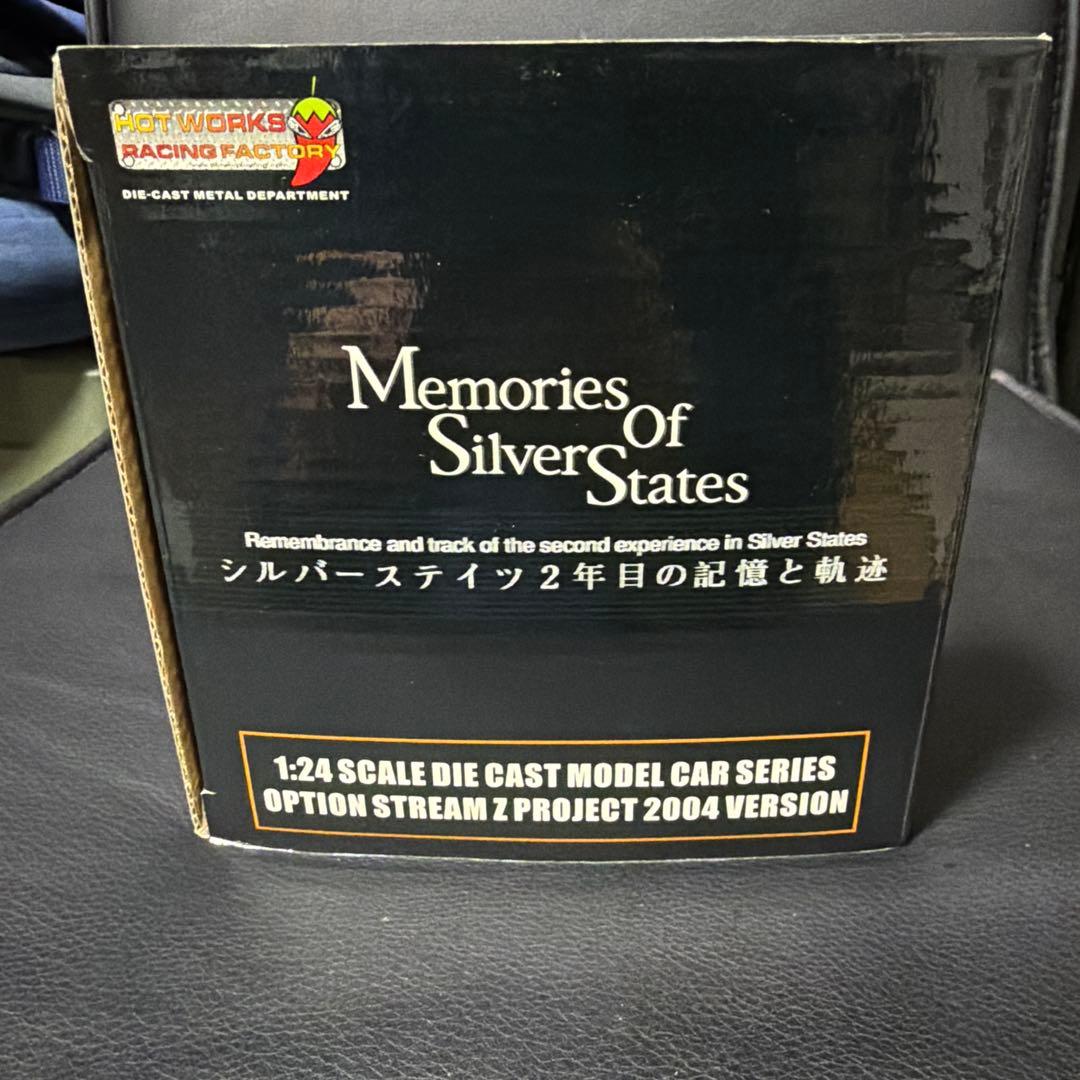 HOT WORKS
RACING FACTORY
DIE-CAST METAL DEPARTMENT
Memories
Of
Silver
States
Remembrance and track of the second experience in Silver States
シルバーステイツ2年目の記憶と軌跡
1:24 SCALE DIE CAST MODEL CAR SERIES
OPTION STREAM Z PROJECT 2004 VERSION